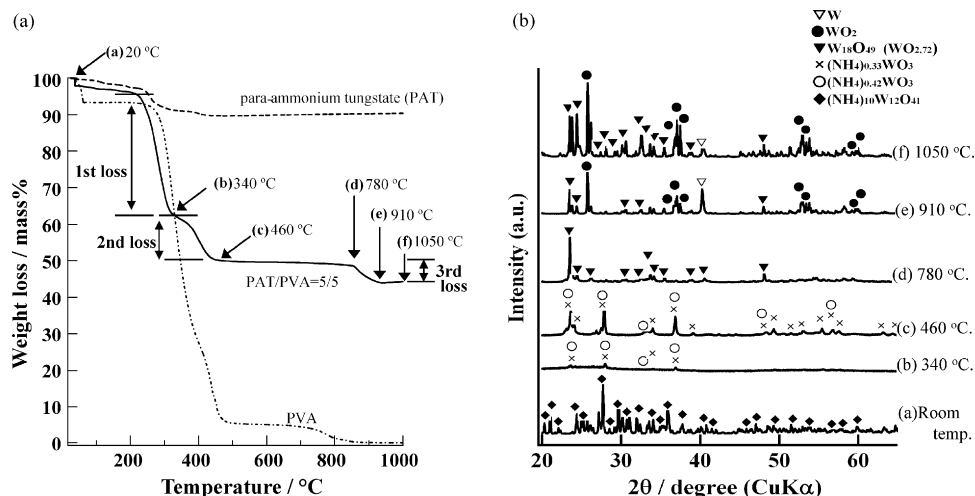 (a)
(a) 20 °C
100
90
80
70
60
50
40
30
20
10
0
Weight loss / mass%
para-ammonium tungstate (PAT)
1st loss
(b) 340 °C
2nd loss
(c) 460 °C
(d) 780 °C
(e) 910 °C
(f) 1050 °C
3rd
loss
PAT/PVA=5/5
PVA
200
400
600
800
1000
Temperature / °C
(b)
▽ W
● WO2
▼ W18O49 (WO2.72)
× (NH4)0.33WO3
○ (NH4)0.42WO3
◆ (NH4)10W12O41
Intensity (a.u.)
(f) 1050 °C.
(e) 910 °C.
(d) 780 °C.
(c) 460 °C.
(b) 340 °C.
(a)Room
temp.
20
30
40
50
60
2θ / degree (CuKα)